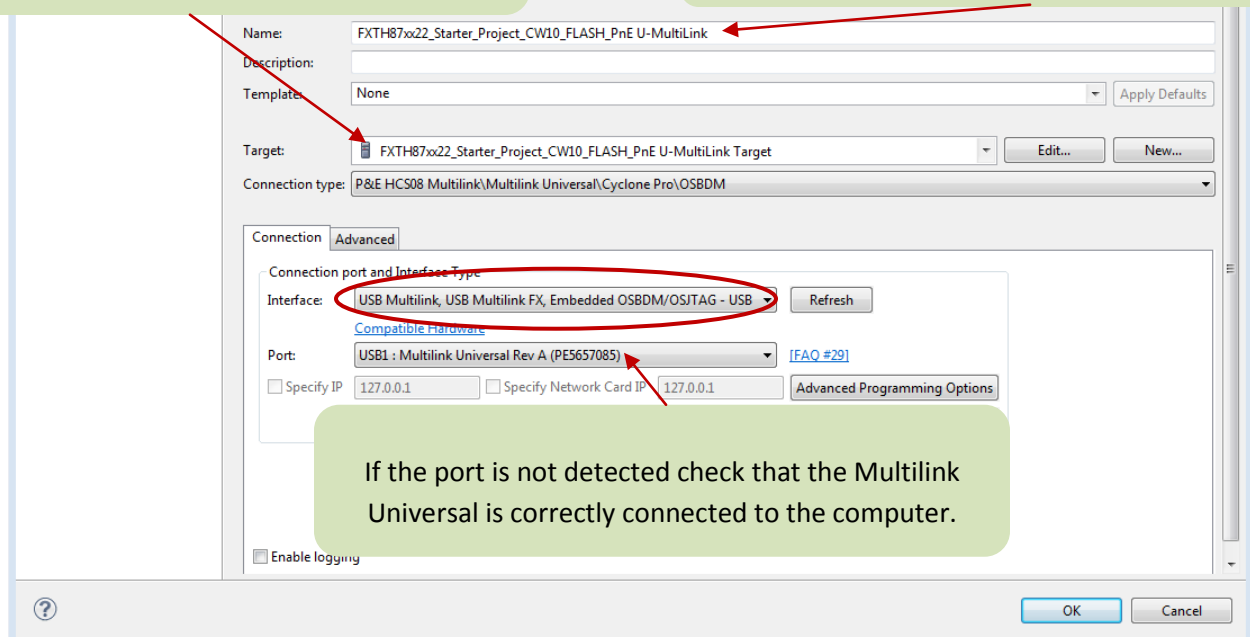 Name: FXTH87xx22_Starter_Project_CW10_FLASH_PnE U-MultiLink
Description:
Template: None Apply Defaults
Target: FXTH87xx22_Starter_Project_CW10_FLASH_PnE U-MultiLink Target Edit... New...
Connection type: P&E HCS08 Multilink\Multilink Universal\Cyclone Pro\OSBDM
Connection Advanced
Connection port and Interface Type
Interface: USB Multilink, USB Multilink FX, Embedded OSBDM/OSJTAG - USB Refresh
Compatible Hardware
Port: USB1 : Multilink Universal Rev A (PE5657085) [FAQ #29]
Specify IP 127.0.0.1 Specify Network Card IP 127.0.0.1 Advanced Programming Options
If the port is not detected check that the Multilink
Universal is correctly connected to the computer.
Enable logging
? OK Cancel